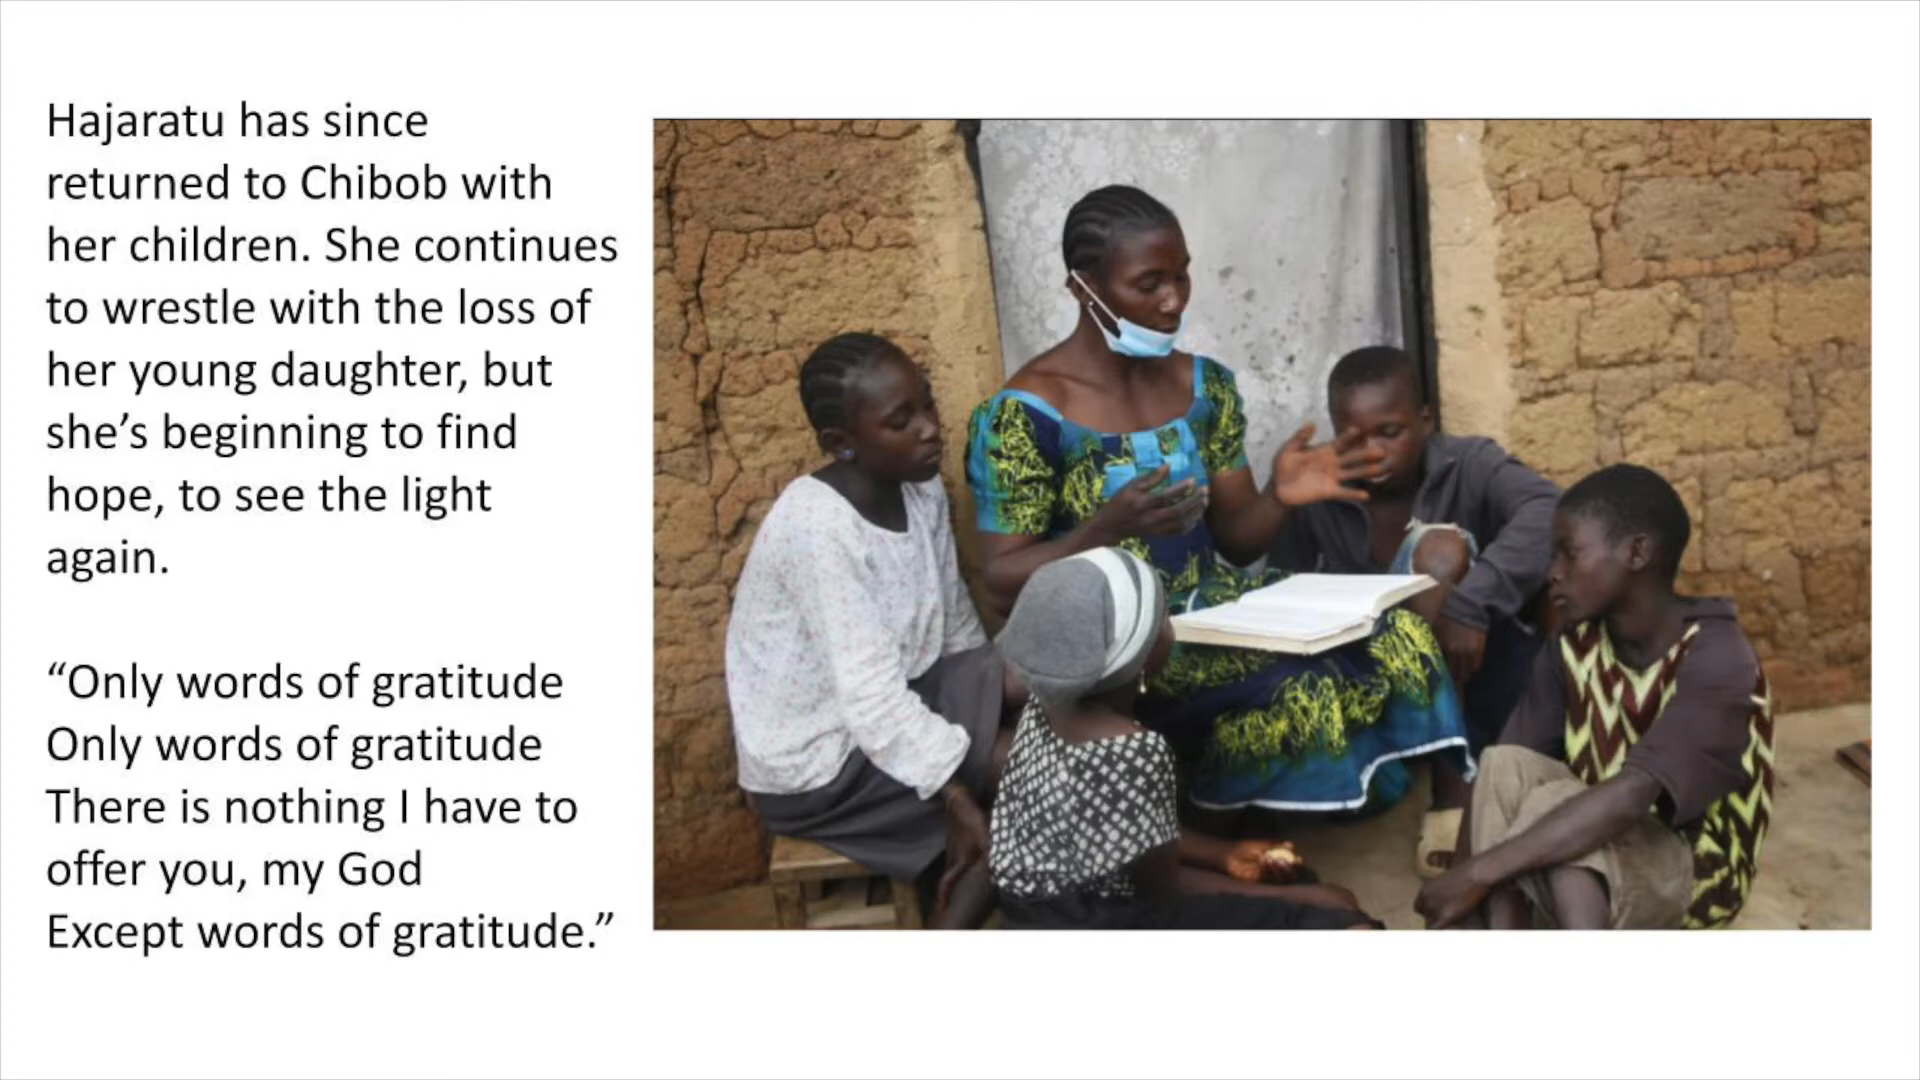 Hajaratu has since
returned to Chibob with
her children. She continues
to wrestle with the loss of
her young daughter, but
she’s beginning to find
hope, to see the light
again.
“Only words of gratitude
Only words of gratitude
There is nothing I have to
offer you, my God
Except words of gratitude.”